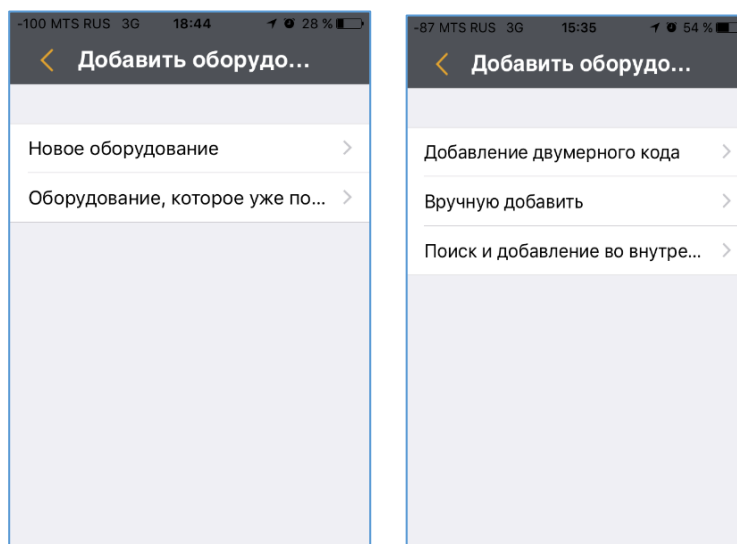 -100 MTS RUS 3G 18:44 28 %
Добавить оборудо...
Новое оборудование
Оборудование, которое уже по...
-87 MTS RUS 3G 15:35 54 %
Добавить оборудо...
Добавление двумерного кода
Вручную добавить
Поиск и добавление во внутре...